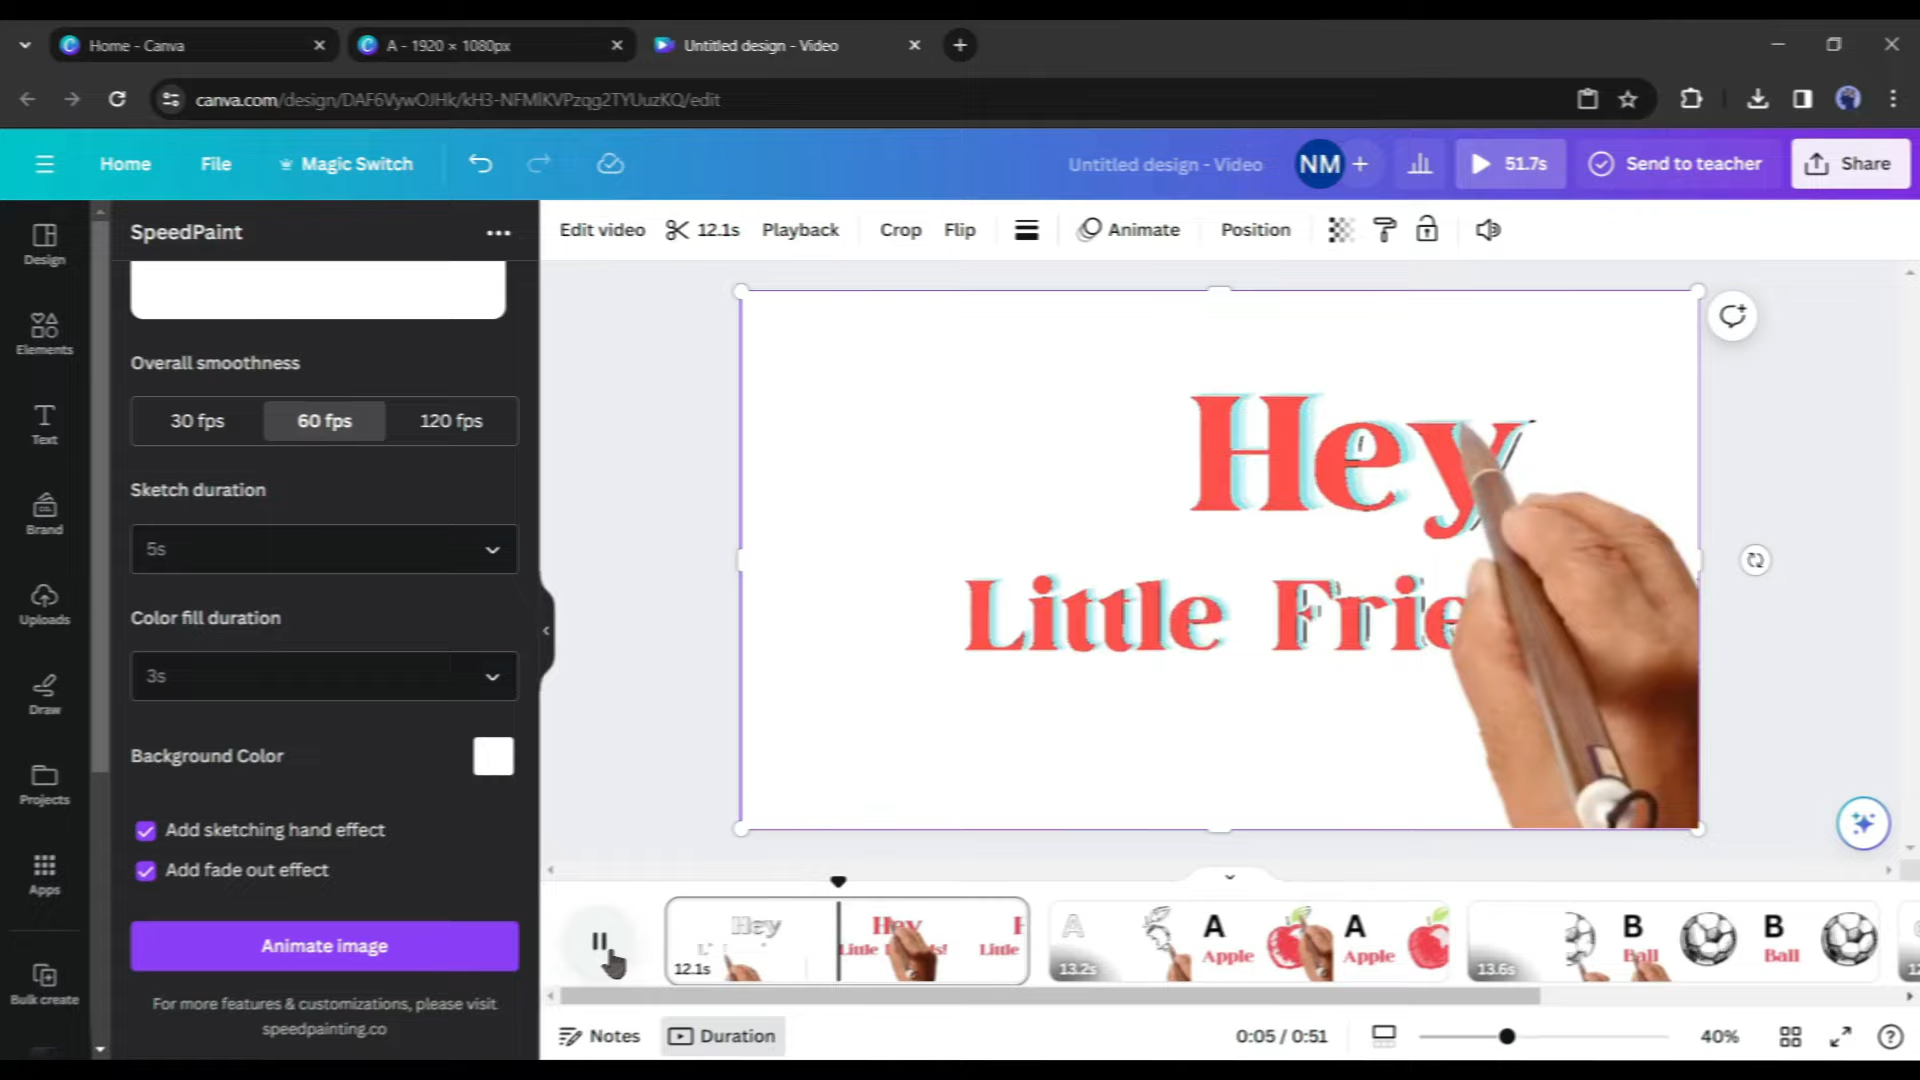 Home - Canva
A - 1920 × 1080px
Untitled design - Video
canva.com/design/DAF6VywOJHk/kH3-NFMlKVPzqg2TYUuzKQ/edit
Home
File
Magic Switch
Untitled design - Video
NM
51.7s
Send to teacher
Share
Design
Elements
Text
Brand
Uploads
Draw
Projects
Apps
Bulk create
SpeedPaint
Overall smoothness
30 fps
60 fps
120 fps
Sketch duration
5s
Color fill duration
3s
Background Color
Add sketching hand effect
Add fade out effect
Animate image
For more features & customizations, please visit
speedpainting.co
Edit video
12.1s
Playback
Crop
Flip
Animate
Position
Hey
Little Frie
Hey
12.1s
Hey
Little
Little
A
13.2s
A
Apple
A
Apple
13.6s
B
Ball
B
Ball
Notes
Duration
0:05 / 0:51
40%